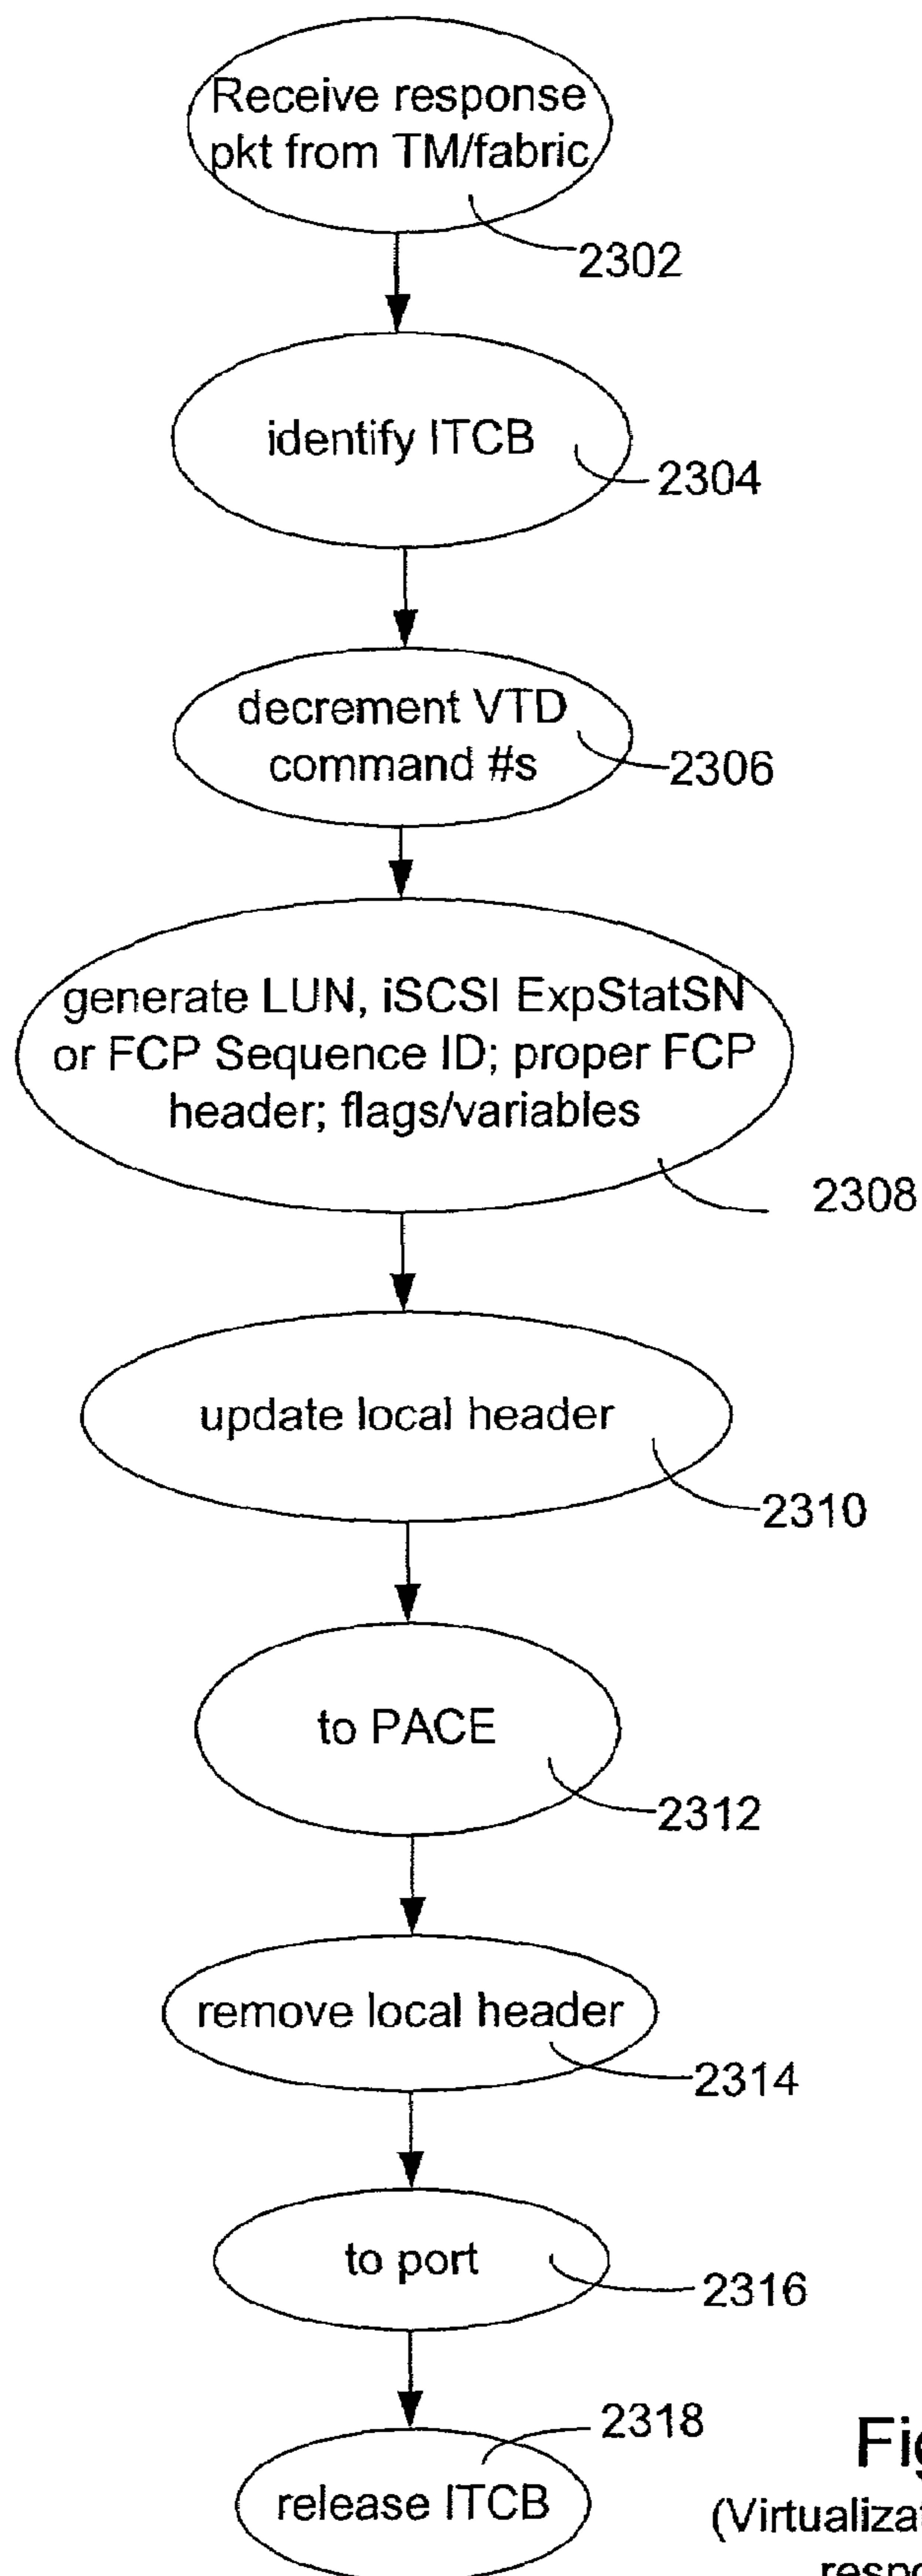 Receive response
pkt from TM/fabric
2302
identify ITCB
2304
decrement VTD
command #s
2306
generate LUN, iSCSI ExpStatSN
or FCP Sequence ID; proper FCP
header; flags/variables
2308
update local header
2310
to PACE
2312
remove local header
2314
to port
2316
2318
release ITCB